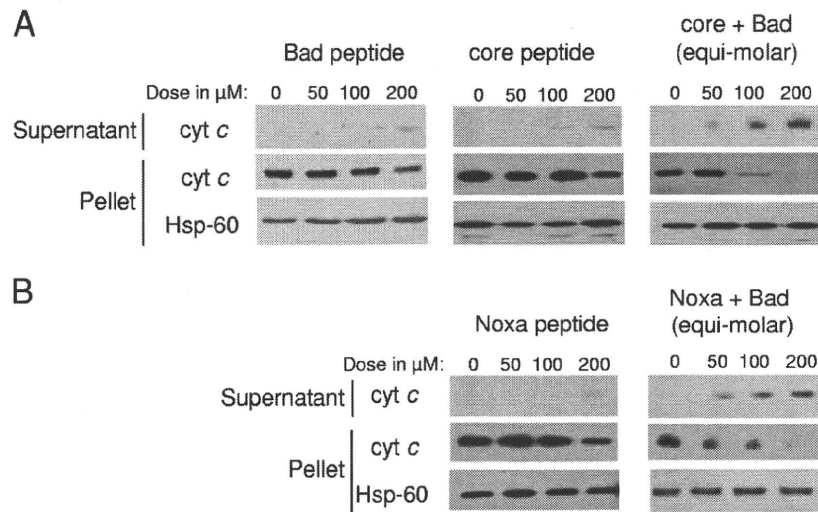 A
Bad peptide
core peptide
core + Bad
(equi-molar)
Dose in μM: 0 50 100 200 0 50 100 200 0 50 100 200
Supernatant cyt c
Pellet
cyt c
Hsp-60
B
Noxa peptide
Noxa + Bad
(equi-molar)
Dose in μM: 0 50 100 200 0 50 100 200
Supernatant cyt c
Pellet
cyt c
Hsp-60